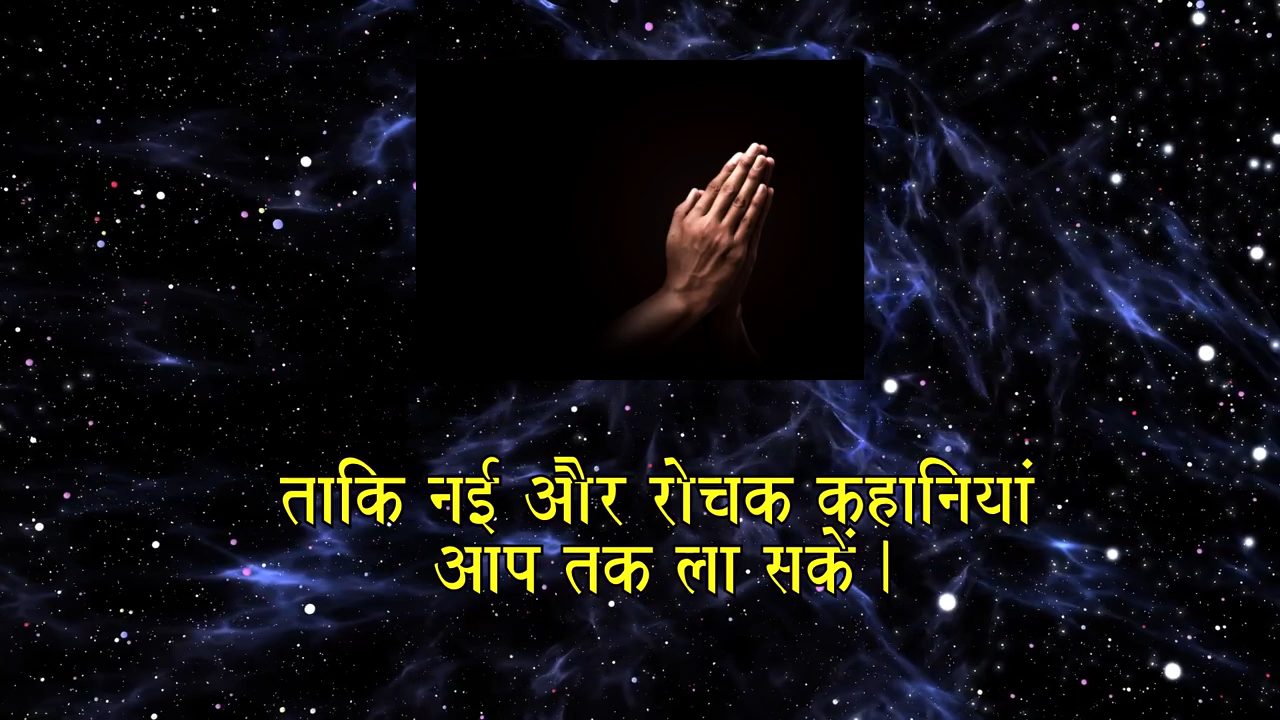 ताकि नई और रोचक कहानियां
आप तक ला सकें।